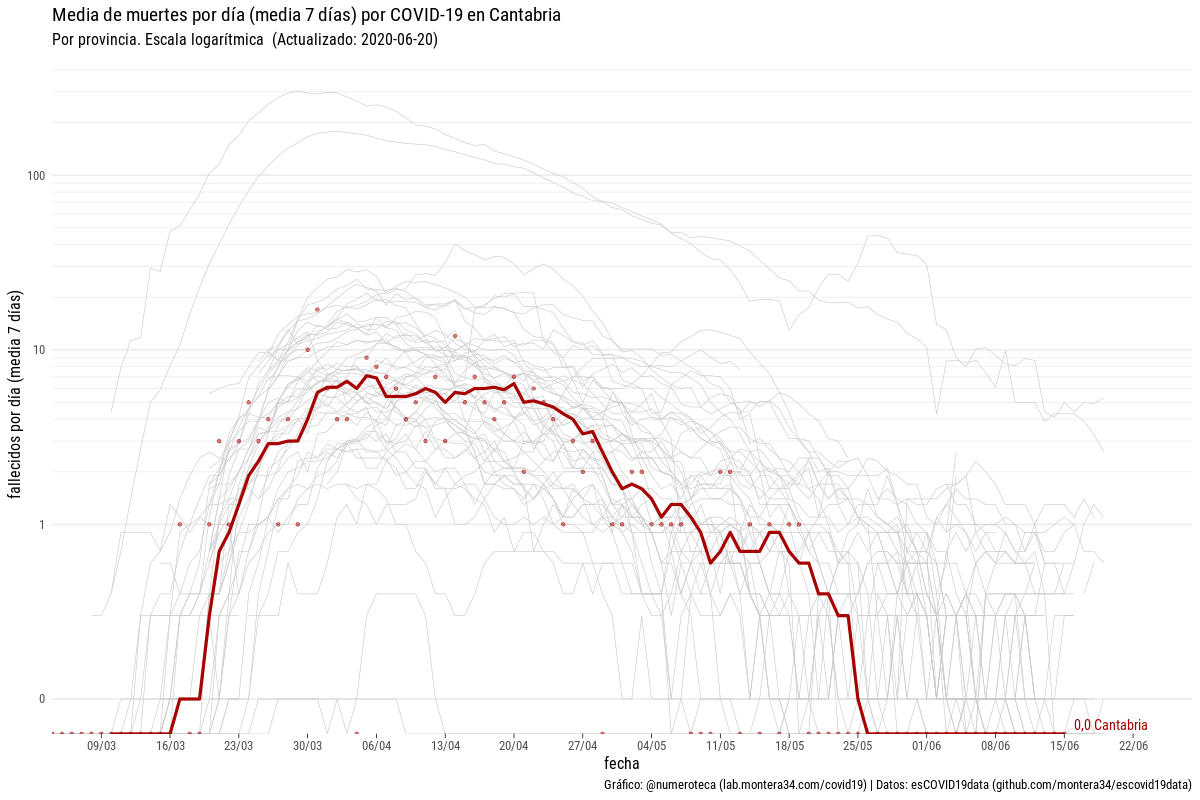 Media de muertes por día (media 7 días) por COVID-19 en Cantabria
Por provincia. Escala logarítmica  (Actualizado: 2020-06-20)
fallecidos por día (media 7 días)
100
10
1
0
0,0 Cantabria
09/03 16/03 23/03 30/03 06/04 13/04 20/04 27/04 04/05 11/05 18/05 25/05 01/06 08/06 15/06 22/06
fecha
Gráfico: @numeroteca (lab.montera34.com/covid19) | Datos: esCOVID19data (github.com/montera34/escovid19data)